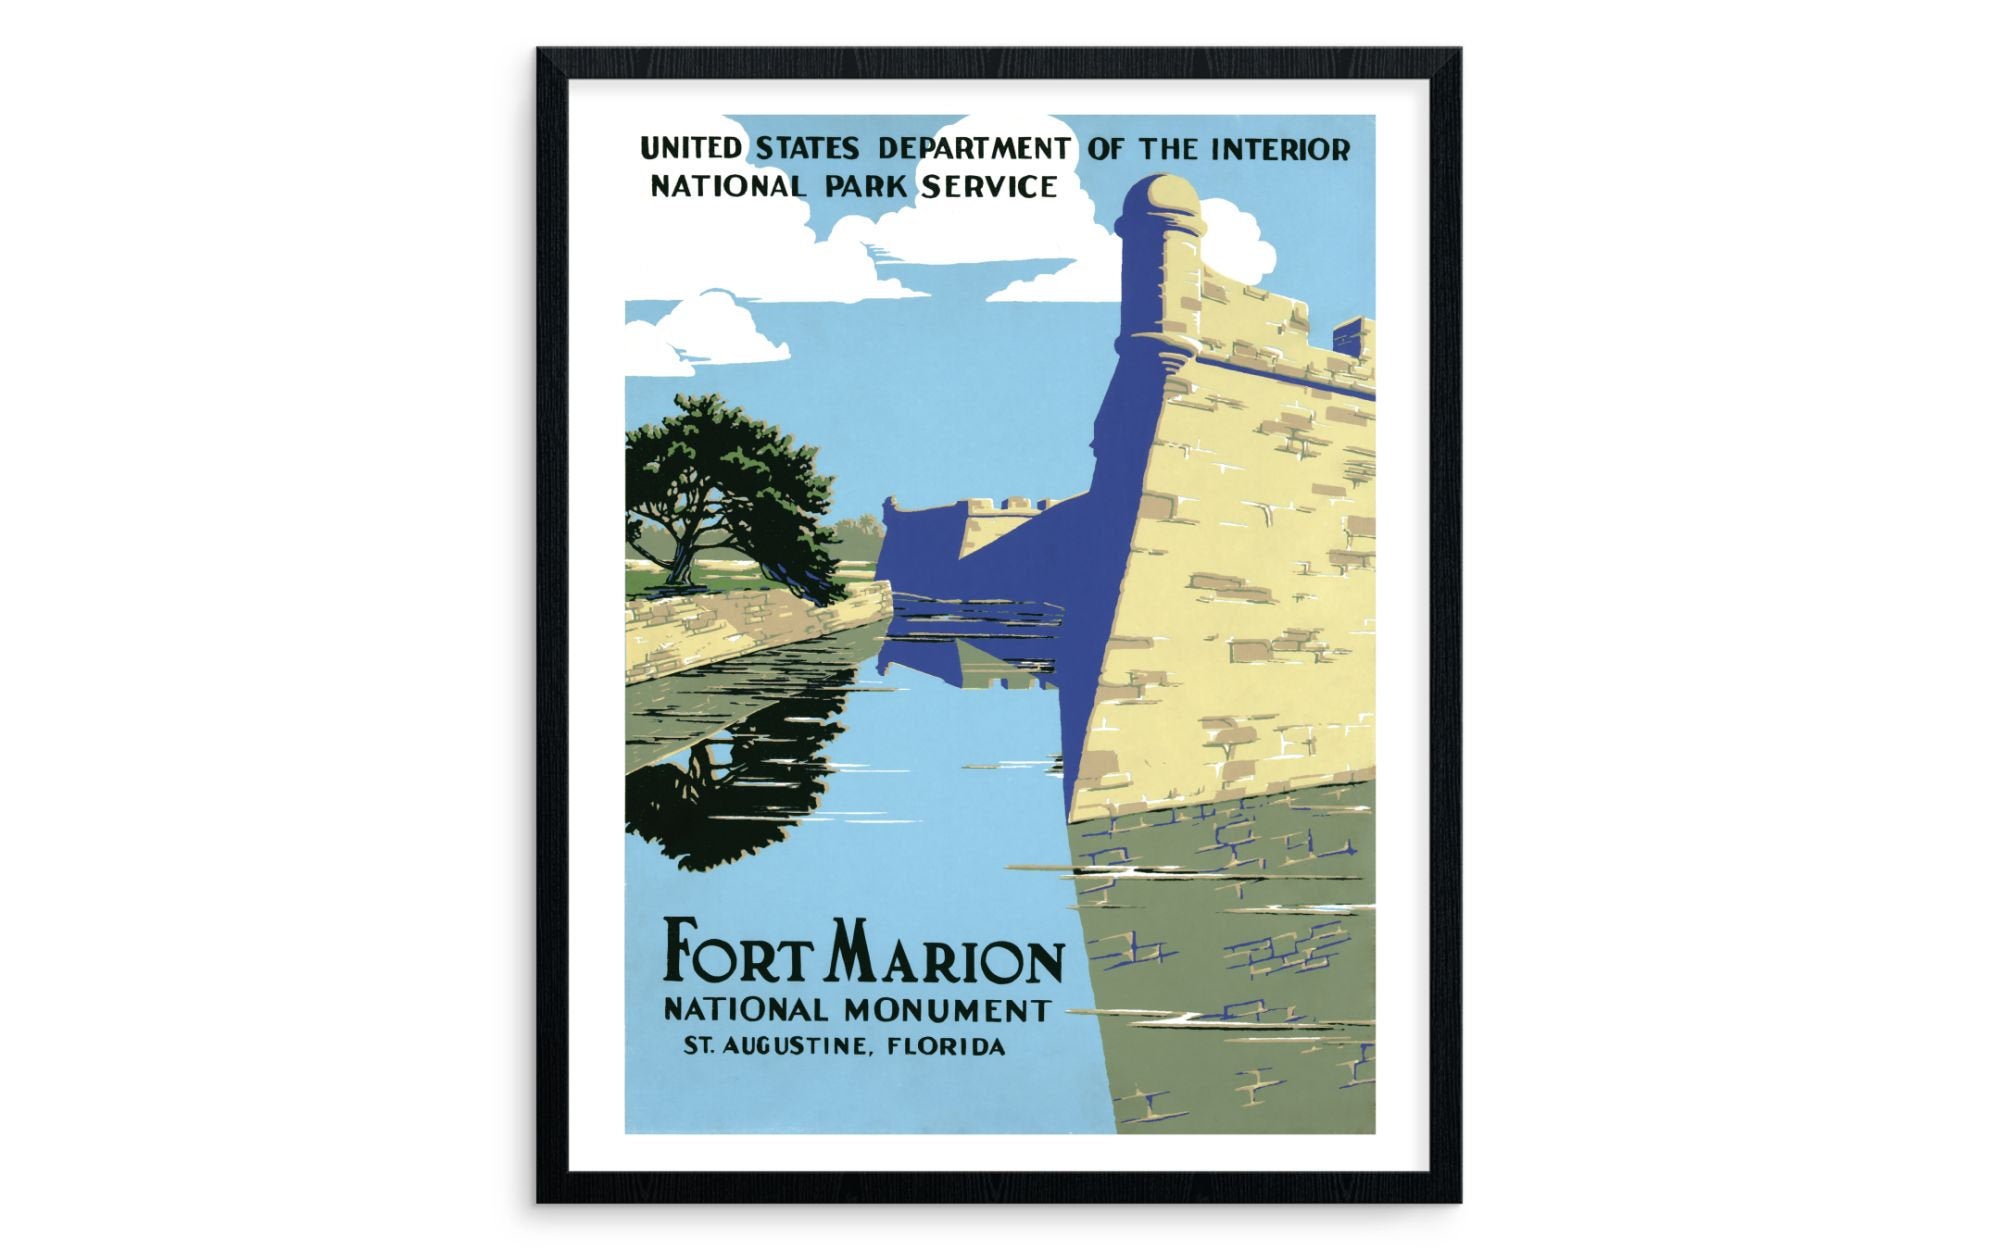 UNITED STATES DEPARTMENT OF THE INTERIOR
NATIONAL PARK SERVICE
FORT MARION
NATIONAL MONUMENT
ST. AUGUSTINE, FLORIDA